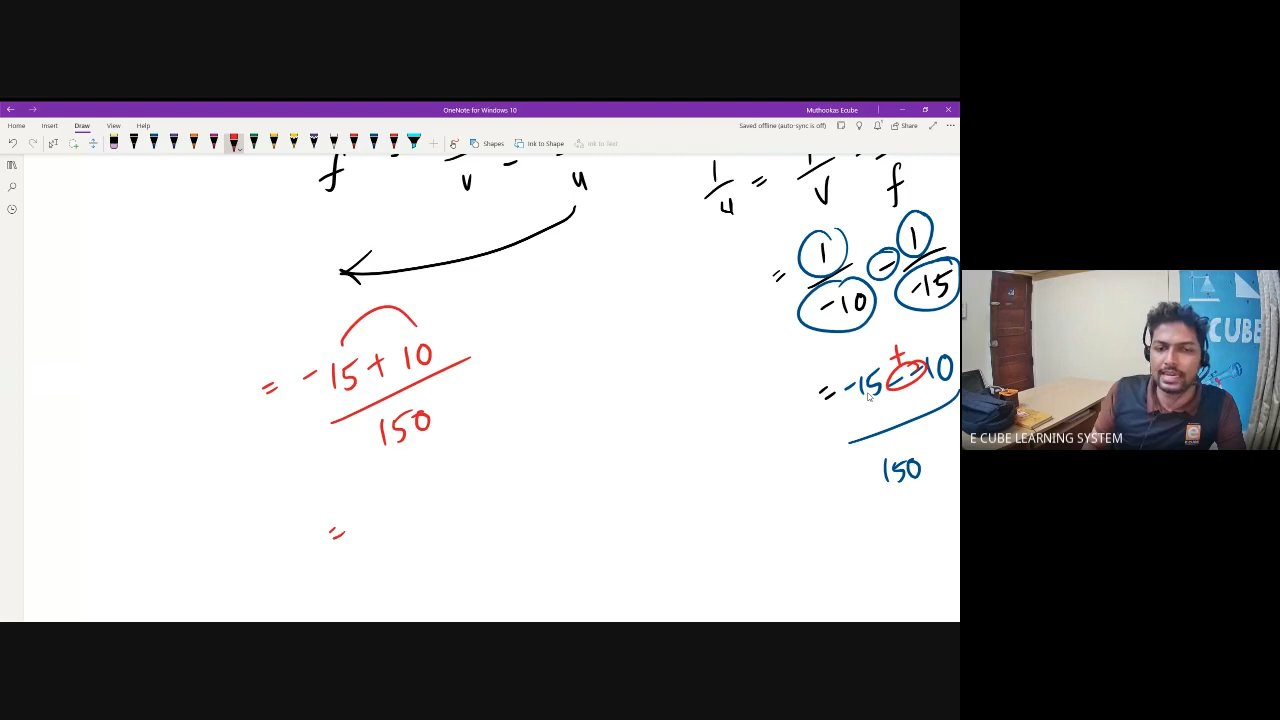 OneNote for Windows 10
Muthookas Ecube
Home Insert Draw View Help
Saved offline (auto-sync is off)
Share
Shapes
Ink to Shape
Ink to Text
f = v = u
1/u = 1/v f
= 1/-10 - 1/-15
= -15 + 10
150
+
= -15 - -10
150
=
CUBE
E CUBE LEARNING SYSTEM